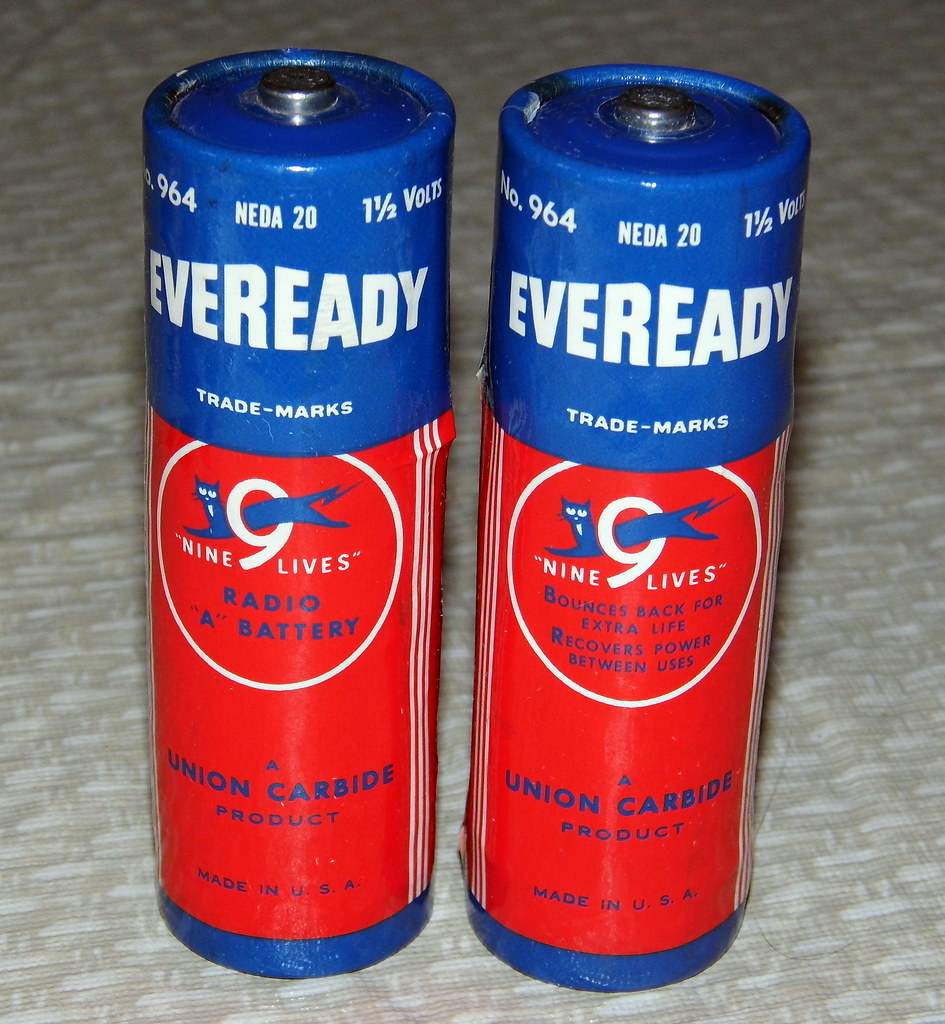 No. 964 NEDA 20 1½ VOLTS
EVEREADY
TRADE-MARKS
9
"NINE LIVES"
RADIO
"A" BATTERY
A
UNION CARBIDE
PRODUCT
MADE IN U. S. A.
No. 964 NEDA 20 1½ VOLTS
EVEREADY
TRADE-MARKS
9
"NINE LIVES"
BOUNCES BACK FOR
EXTRA LIFE
RECOVERS POWER
BETWEEN USES
A
UNION CARBIDE
PRODUCT
MADE IN U. S. A.